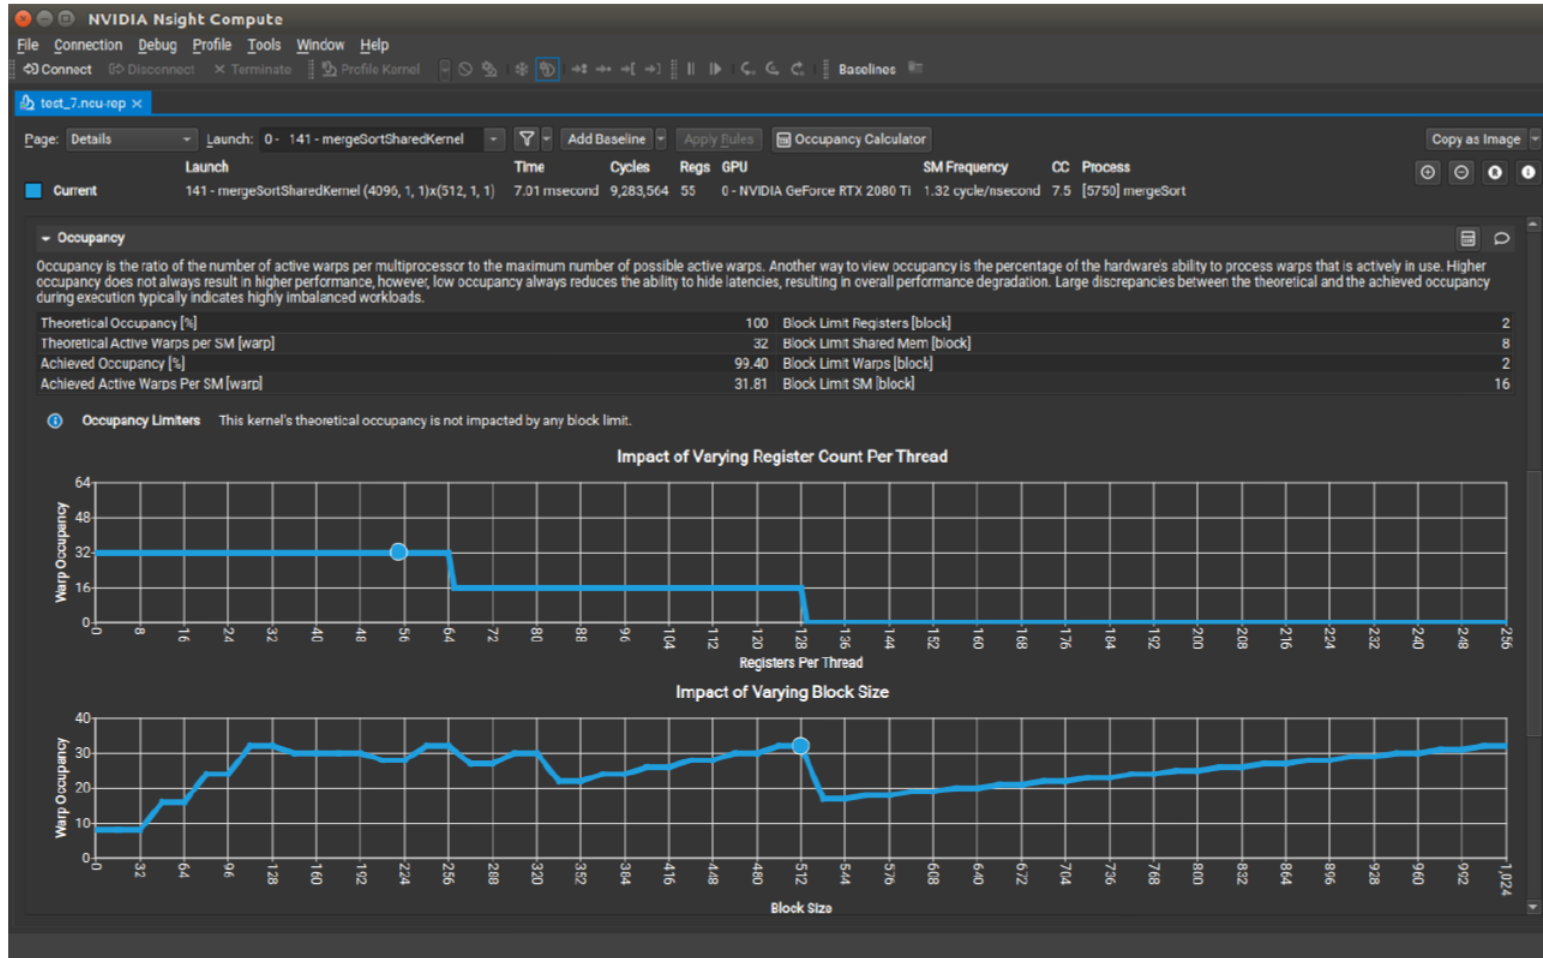 NVIDIA Nsight Compute
File Connection Debug Profile Tools Window Help
Connect Disconnect Terminate Profile Kernel Baselines
test_7.ncu-rep
Page: Details Launch: 0 - 141 - mergeSortSharedKernel Add Baseline Apply Rules Occupancy Calculator Copy as Image
Launch Time Cycles Regs GPU SM Frequency CC Process
Current 141 - mergeSortSharedKernel (4096, 1, 1)x(512, 1, 1) 7.01 msecond 9,283,564 55 0 - NVIDIA GeForce RTX 2080 Ti 1.32 cycle/nsecond 7.5 [5750] mergeSort
Occupancy
Occupancy is the ratio of the number of active warps per multiprocessor to the maximum number of possible active warps. Another way to view occupancy is the percentage of the hardware's ability to process warps that is actively in use. Higher
occupancy does not always result in higher performance, however, low occupancy always reduces the ability to hide latencies, resulting in overall performance degradation. Large discrepancies between the theoretical and the achieved occupancy
during execution typically indicates highly imbalanced workloads.
Theoretical Occupancy [%] 100 Block Limit Registers [block] 2
Theoretical Active Warps per SM [warp] 32 Block Limit Shared Mem [block] 8
Achieved Occupancy [%] 99.40 Block Limit Warps [block] 2
Achieved Active Warps Per SM [warp] 31.81 Block Limit SM [block] 16
Occupancy Limiters This kernel's theoretical occupancy is not impacted by any block limit.
Impact of Varying Register Count Per Thread
Warp Occupancy
64
48
32
16
0
0 8 16 24 32 40 48 56 64 72 80 88 96 104 112 120 128 136 144 152 160 168 176 184 192 200 208 216 224 232 240 248 256
Registers Per Thread
Impact of Varying Block Size
Warp Occupancy
40
30
20
10
0
0 32 64 96 128 160 192 224 256 288 320 352 384 416 448 480 512 544 576 608 640 672 704 736 768 800 832 864 896 928 960 992 1,024
Block Size